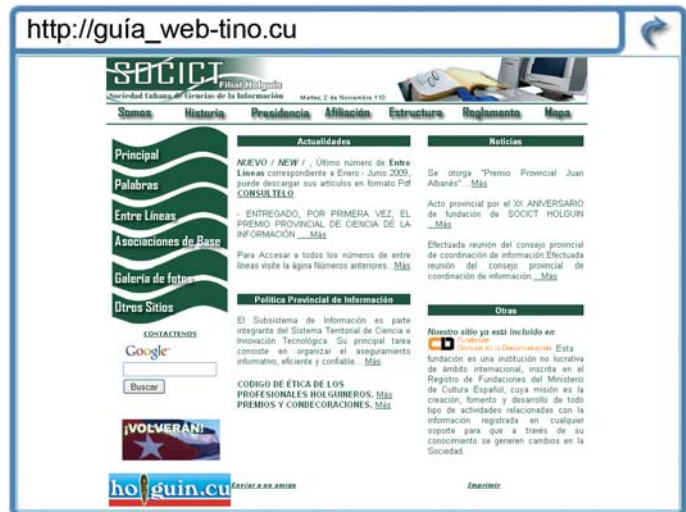 http://guía_web-tino.cu
SOCICT
Filial Holguín
Sociedad Cubana de Ciencias de la Información
Martes, 2 de Noviembre 110
Somos Historia Presidencia Afiliación Estructura Reglamento Mapa
Principal
Palabras
Entre Líneas
Asociaciones de Base
Galería de fotos
Otros Sitios
CONTACTENOS
Google
Buscar
¡VOLVERÁN!
holguin.cu
Actualidades
NUEVO / NEW / , Último número de Entre
Lineas correspondiente a Enero - Junio 2009,
puede descargar sus artículos en formato Pdf
CONSULTELO
- ENTREGADO, POR PRIMERA VEZ, EL
PREMIO PROVINCIAL DE CIENCIA DE LA
INFORMACIÓN ....Más
Para Accesar a todos los números de entre
líneas visite la ágina Números anteriores...Más
Política Provincial de Información
El Subsistema de Información es parte
integrante del Sistema Territorial de Ciencia e
Innovación Tecnológica. Su principal tarea
consiste en organizar el aseguramiento
informativo, eficiente y confiable... Más
CODIGO DE ÉTICA DE LOS
PROFESIONALES HOLGUINEROS. Más
PREMIOS Y CONDECORACIONES. Más
Enviar a un amigo
Noticias
Se otorga "Premio Provincial Juan
Albanés"...Más
Acto provincial por el XX ANIVERSARIO
de fundación de SOCICT HOLGUIN
...Más
Efectuada reunión del consejo provincial
de coordinación de información.Efectuada
reunión del consejo provincial de
coordinación de información...Más
Otras
Nuestro sitio ya está incluido en:
Fundación
Ciencias de la Documentación Esta
fundación es una institución no lucrativa
de ámbito internacional, inscrita en el
Registro de Fundaciones del Ministerio
de Cultura Español, cuya misión es la
creación, fomento y desarrollo de todo
tipo de actividades relacionadas con la
información registrada en cualquier
soporte para que a través de su
conocimiento se generen cambios en la
Sociedad.
Imprimir